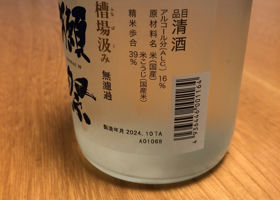 品目 清酒
アルコール分(ALC.) 16%
原材料名 米(国産)
米こうじ(国産米)
精米歩合 39%
槽場汲み 無濾過
獺祭
4936446001164
製造年月 2024.10TA
A01068